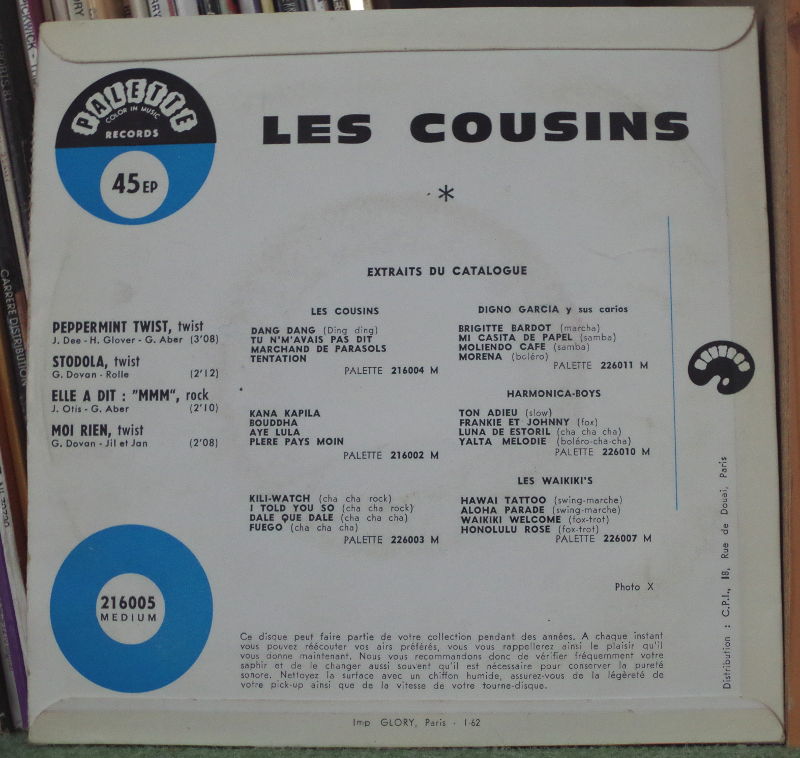 PALETTE
COLOR IN MUSIC
RECORDS
45 EP
LES COUSINS
*
EXTRAITS DU CATALOGUE
PEPPERMINT TWIST, twist
J. Dee - H. Glover - G. Aber (3'08)
STODOLA, twist
G. Dovan - Rolle (2'12)
ELLE A DIT : "MMM", rock
J. Otis - G. Aber (2'10)
MOI RIEN, twist
G. Dovan - Jil et Jan (2'08)
LES COUSINS
DANG DANG (Ding ding)
TU N'M'AVAIS PAS DIT
MARCHAND DE PARASOLS
TENTATION
PALETTE 216004 M
KANA KAPILA
BOUDDHA
AYE LULA
PLERE PAYS MOIN
PALETTE 216002 M
KILI-WATCH (cha cha rock)
I TOLD YOU SO (cha cha rock)
DALE QUE DALE (cha cha cha)
FUEGO (cha cha cha)
PALETTE 226003 M
DIGNO GARCIA y sus carios
BRIGITTE BARDOT (marcha)
MI CASITA DE PAPEL (samba)
MOLIENDO CAFE (samba)
MORENA (boléro)
PALETTE 226011 M
HARMONICA-BOYS
TON ADIEU (slow)
FRANKIE ET JOHNNY (fox)
LUNA DE ESTORIL (cha cha cha)
YALTA MELODIE (boléro-cha-cha)
PALETTE 226010 M
LES WAIKIKI'S
HAWAI TATTOO (swing-marche)
ALOHA PARADE (swing-marche)
WAIKIKI WELCOME (fox-trot)
HONOLULU ROSE (fox-trot)
PALETTE 226007 M
216005
MEDIUM
Photo X
Ce disque peut faire partie de votre collection pendant des années. A chaque instant
vous pouvez réécouter vos airs préférés, vous vous rappellerez ainsi le plaisir qu'il
vous donne maintenant. Nous vous recommandons donc de vérifier fréquemment votre
saphir et de le changer aussi souvent qu'il est nécessaire pour conserver la pureté
sonore. Nettoyez la surface avec un chiffon humide, assurez-vous de la légèreté de
votre pick-up ainsi que de la vitesse de votre tourne-disque.
Distribution : C.P.I., 18, Rue de Douai, Paris
Imp GLORY, Paris - 1-62
CARRERE DISTRIBUTION
PICKWICK